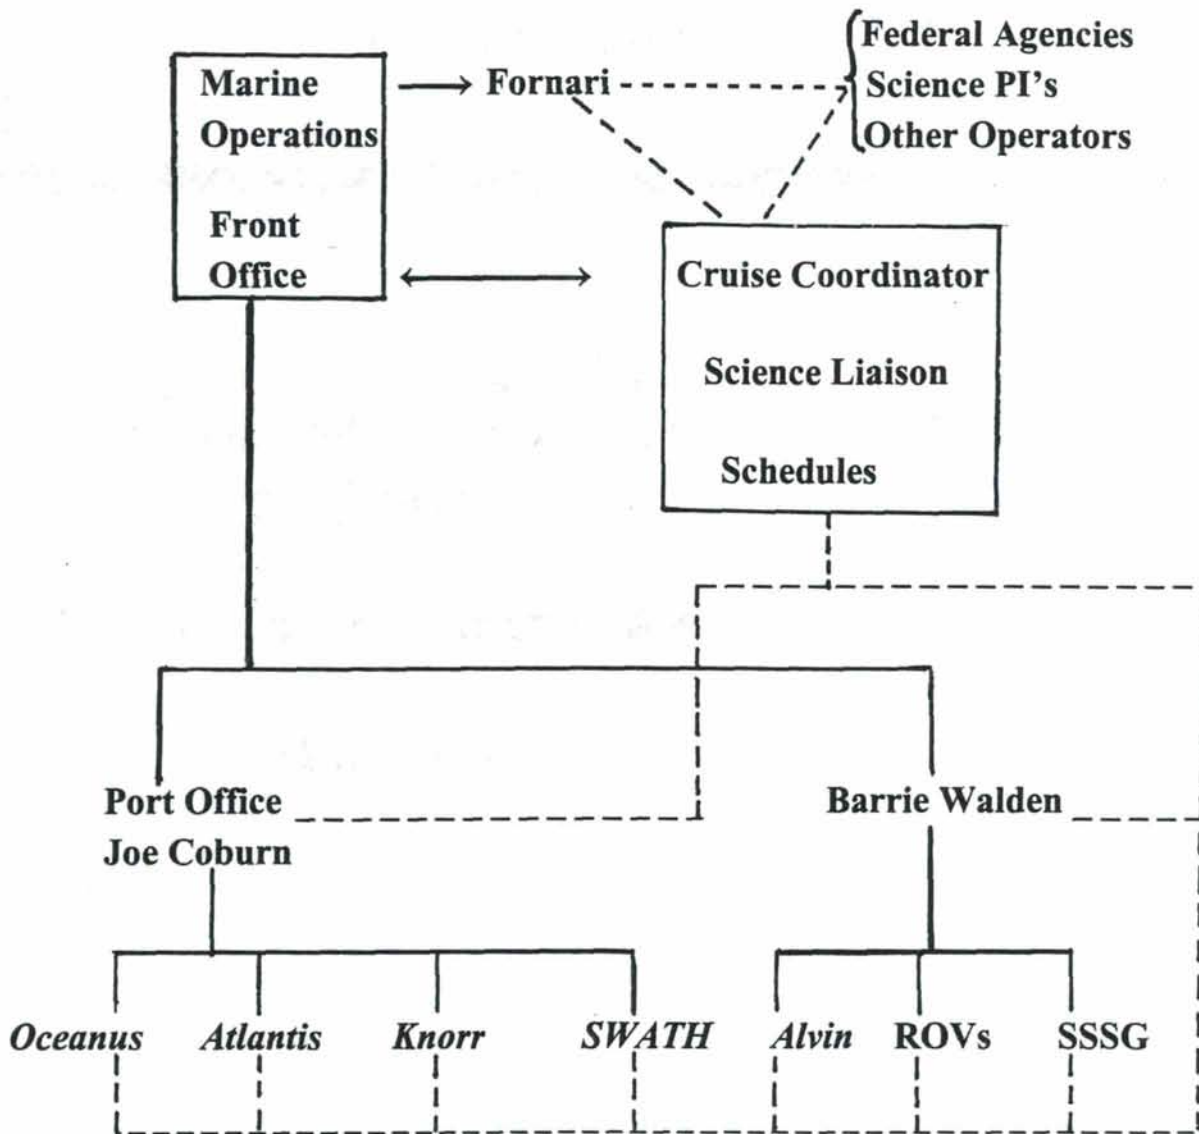 Marine
Operations
Front
Office
Fornari
Federal Agencies
Science PI's
Other Operators
Cruise Coordinator
Science Liaison
Schedules
Port Office
Joe Coburn
Barrie Walden
Oceanus
Atlantis
Knorr
SWATH
Alvin
ROVs
SSSG